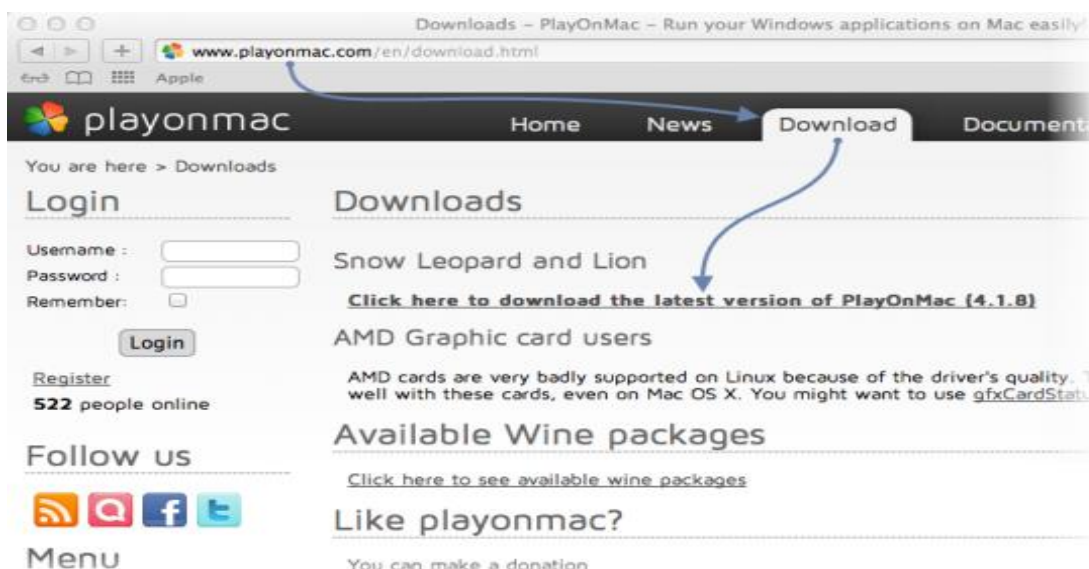 Downloads – PlayOnMac – Run your Windows applications on Mac easily!
www.playonmac.com/en/download.html
Apple
playonmac
Home News Download Documenta
You are here > Downloads
Login
Username :
Password :
Remember:
Login
Register
522 people online
Follow us
Menu
Downloads
Snow Leopard and Lion
Click here to download the latest version of PlayOnMac (4.1.8)
AMD Graphic card users
AMD cards are very badly supported on Linux because of the driver's quality. T
well with these cards, even on Mac OS X. You might want to use gfxCardStatu
Available Wine packages
Click here to see available wine packages
Like playonmac?
You can make a donation